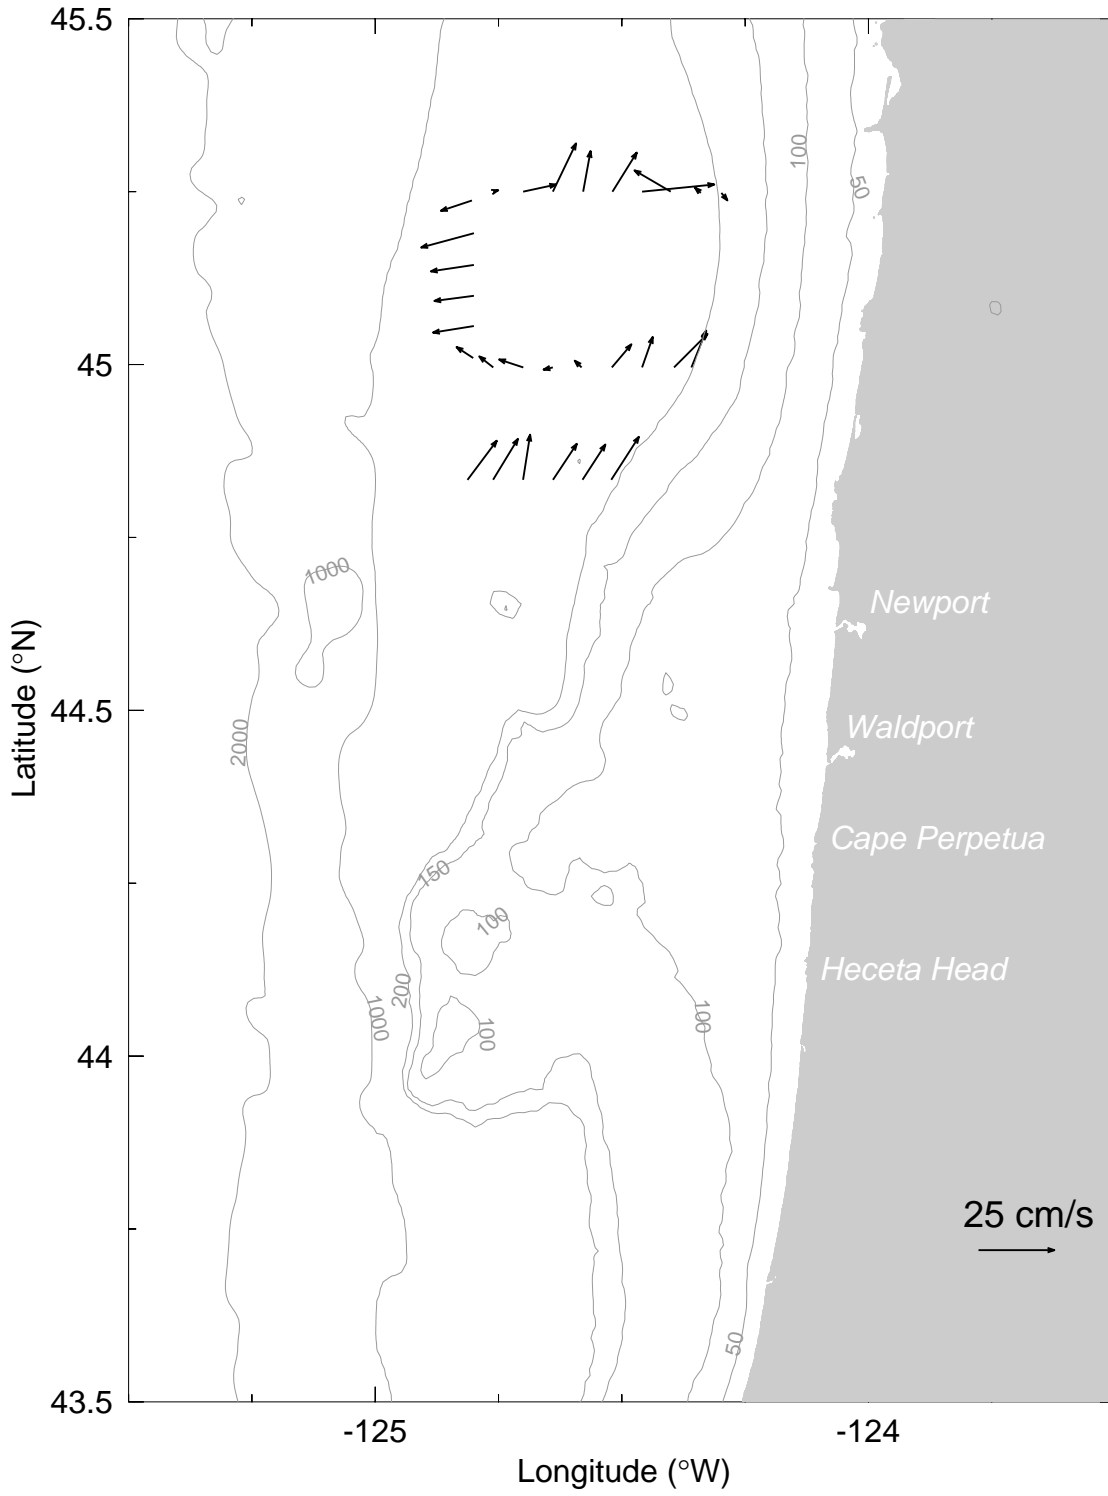 45.5
100
50
45
1000
Newport
Latitude (°N)
44.5
2000
Waldport
Cape Perpetua
150
100
Heceta Head
200
1000
100
100
44
25 cm/s
50
43.5
-125
-124
Longitude (°W)